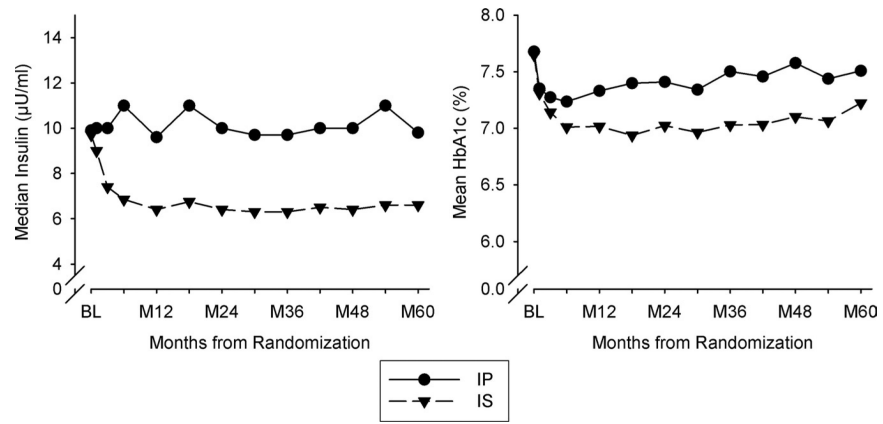 Median Insulin (µU/ml)
14
12
10
8
6
4
0
BL M12 M24 M36 M48 M60
Months from Randomization
Mean HbA1c (%)
8.0
7.5
7.0
6.5
6.0
0.0
BL M12 M24 M36 M48 M60
Months from Randomization
IP
IS